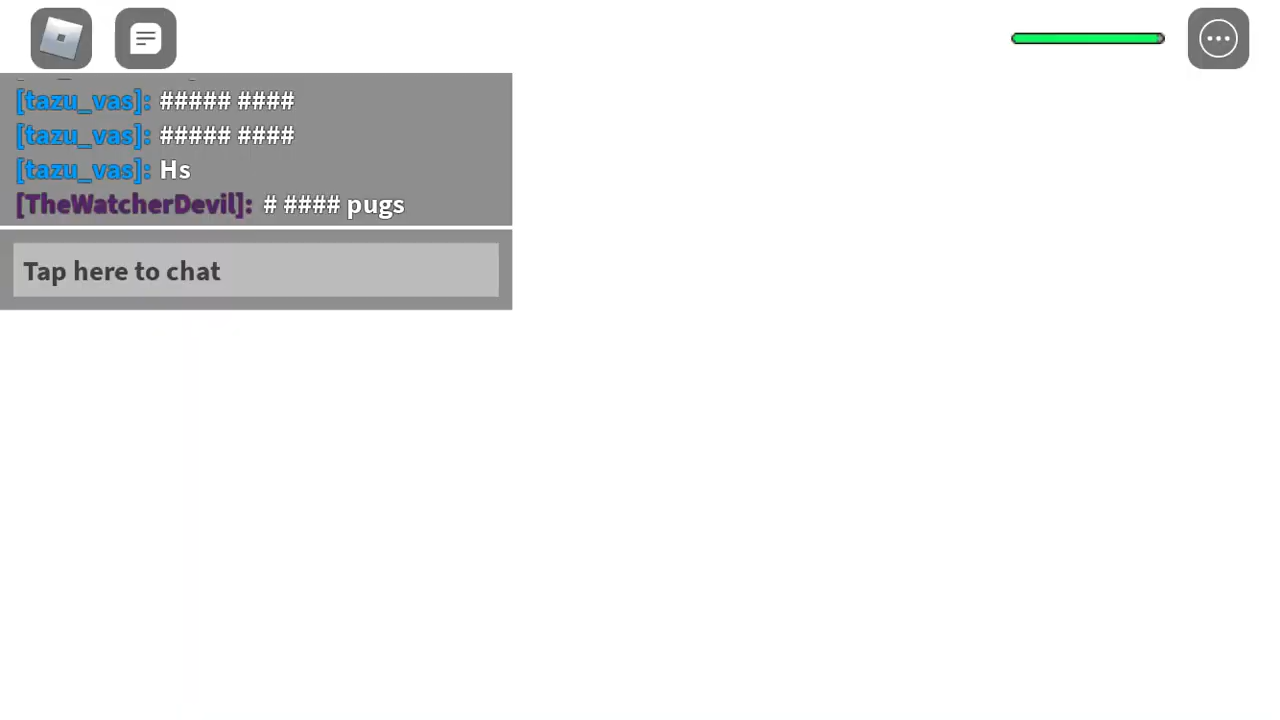 [tazu_vas]: ##### ####
[tazu_vas]: ##### ####
[tazu_vas]: Hs
[TheWatcherDevil]: # #### pugs
Tap here to chat